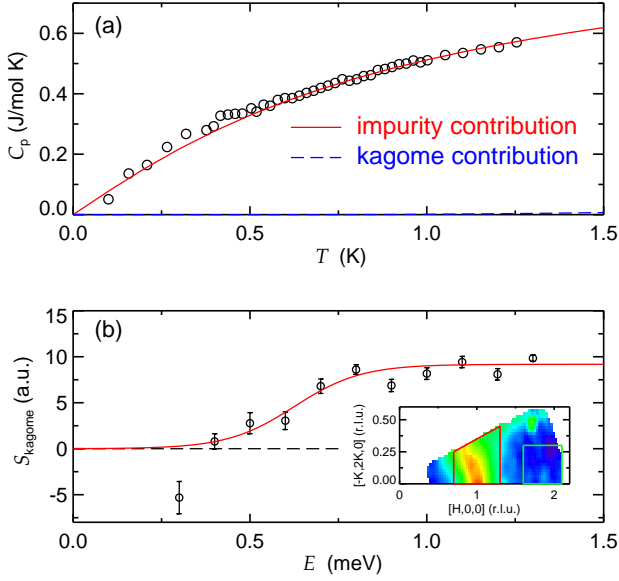 (a)
0.6
0.4
0.2
0.0
Cp (J/mol K)
impurity contribution
kagome contribution
0.0 0.5 1.0 1.5
T (K)
(b)
15
10
5
0
-5
Skagome (a.u.)
0.50
0.25
0.00
[-K,2K,0] (r.l.u.)
0 1 2
[H,0,0] (r.l.u.)
0.0 0.5 1.0 1.5
E (meV)